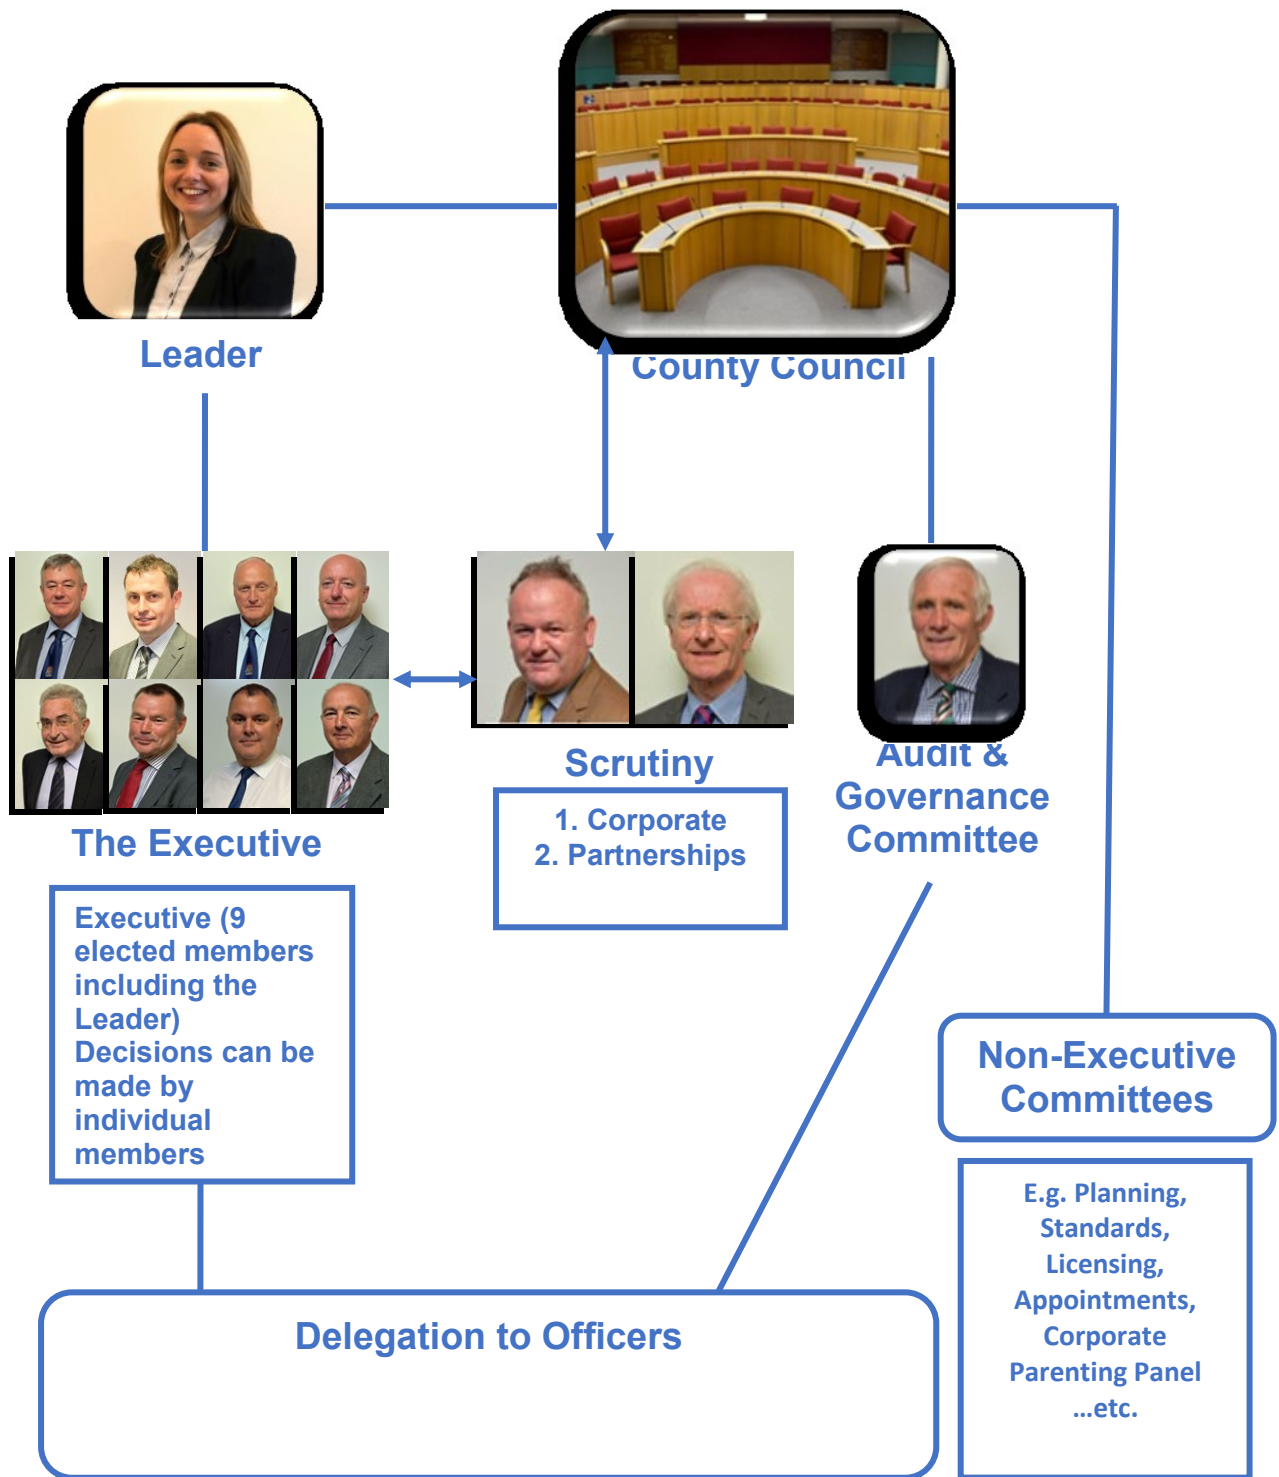 Leader
County Council
The Executive
Scrutiny
Audit &
Governance
Committee
1. Corporate
2. Partnerships
Executive (9
elected members
including the
Leader)
Decisions can be
made by
individual
members
Non-Executive
Committees
E.g. Planning,
Standards,
Licensing,
Appointments,
Corporate
Parenting Panel
…etc.
Delegation to Officers